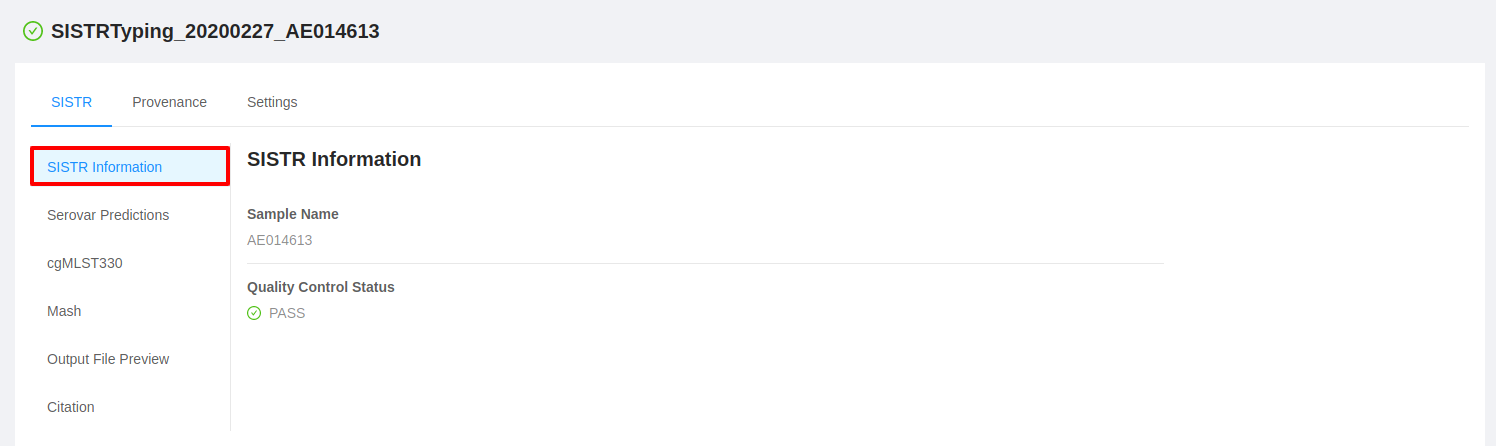 SISTRTyping_20200227_AE014613
SISTR Provenance Settings
SISTR Information
Serovar Predictions
cgMLST330
Mash
Output File Preview
Citation
SISTR Information
Sample Name
AE014613
Quality Control Status
PASS